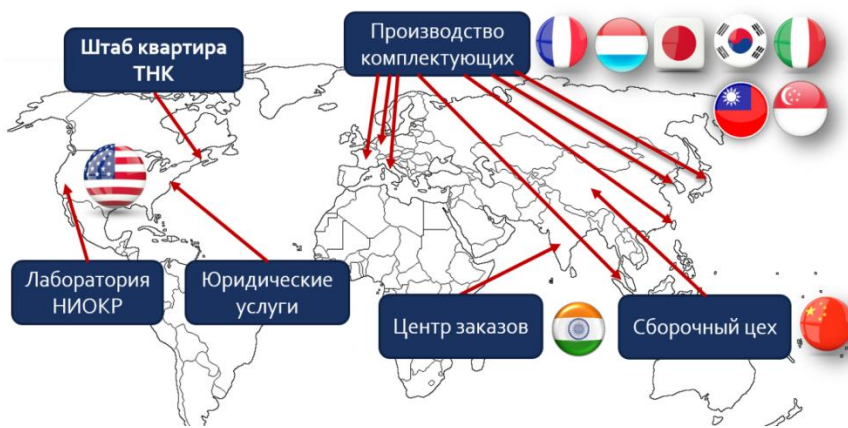 Штаб квартира
ТНК
Производство
комплектующих
Лаборатория
НИОКР
Юридические
услуги
Центр заказов
Сборочный цех